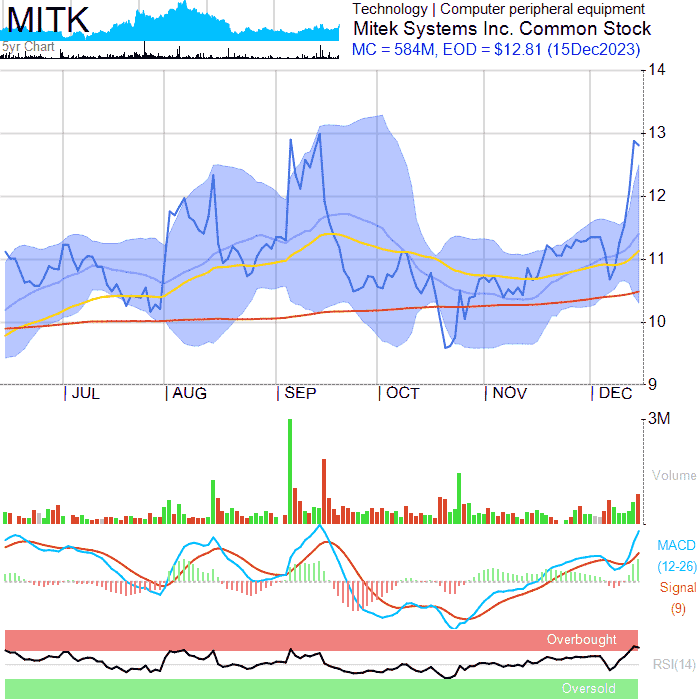 MITK
5yr Chart
Technology | Computer peripheral equipment
Mitek Systems Inc. Common Stock
MC = 584M, EOD = $12.81 (15Dec2023)
14
13
12
11
10
9
JUL AUG SEP OCT NOV DEC
3M
Volume
MACD
(12-26)
Signal
(9)
Overbought
RSI(14)
Oversold